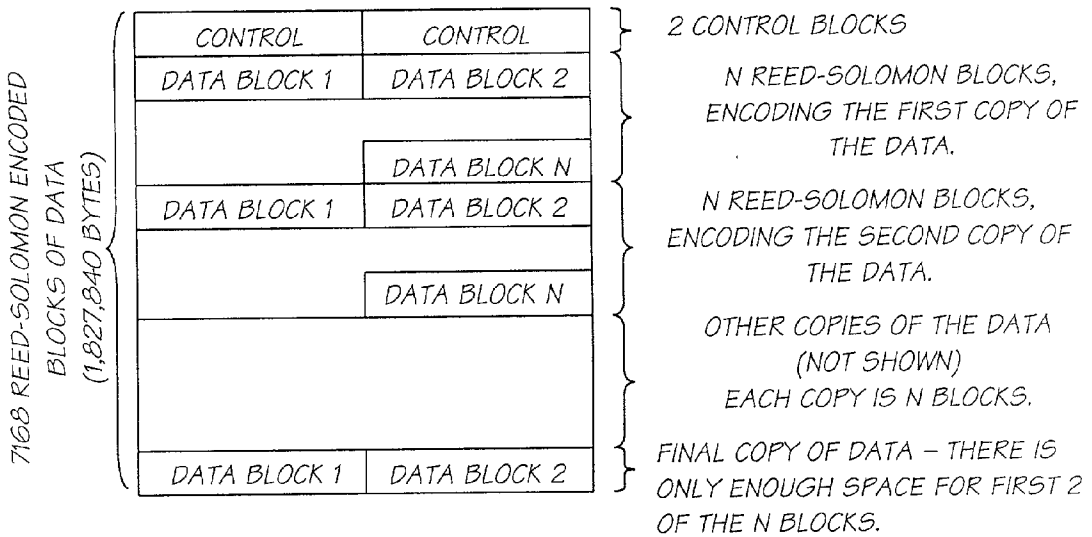 7168 REED-SOLOMON ENCODED
BLOCKS OF DATA
(1,827,840 BYTES)
CONTROL CONTROL
2 CONTROL BLOCKS
DATA BLOCK 1 DATA BLOCK 2
DATA BLOCK N
N REED-SOLOMON BLOCKS,
ENCODING THE FIRST COPY OF
THE DATA.
DATA BLOCK 1 DATA BLOCK 2
DATA BLOCK N
N REED-SOLOMON BLOCKS,
ENCODING THE SECOND COPY OF
THE DATA.
OTHER COPIES OF THE DATA
(NOT SHOWN)
EACH COPY IS N BLOCKS.
DATA BLOCK 1 DATA BLOCK 2
FINAL COPY OF DATA – THERE IS
ONLY ENOUGH SPACE FOR FIRST 2
OF THE N BLOCKS.